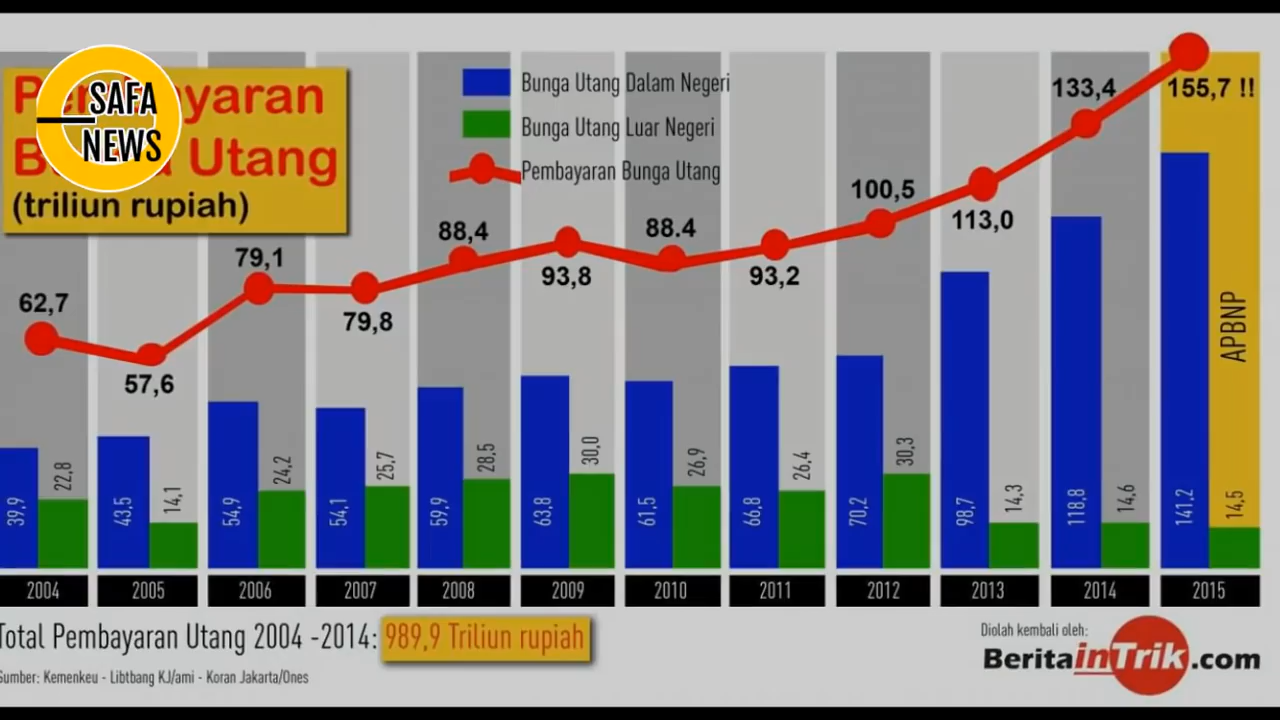 SAFA
NEWS
Utang
(triliun rupiah)
Bunga Utang Dalam Negeri
Bunga Utang Luar Negeri
Pembayaran Bunga Utang
62,7
57,6
79,1
79,8
88,4
93,8
88.4
93,2
100,5
113,0
133,4
155,7 !!
APBNP
39,9
22,8
43,5
14,1
54,9
24,2
54,1
25,7
59,9
28,5
63,8
30,0
61,5
26,9
66,8
26,4
70,2
30,3
98,7
14,3
118,8
14,6
141,2
14,5
2004 2005 2006 2007 2008 2009 2010 2011 2012 2013 2014 2015
Total Pembayaran Utang 2004 -2014: 989,9 Triliun rupiah
Sumber: Kemenkeu - Libtbang KJ/ami - Koran Jakarta/Ones
Diolah kembali oleh:
BeritainTrik.com